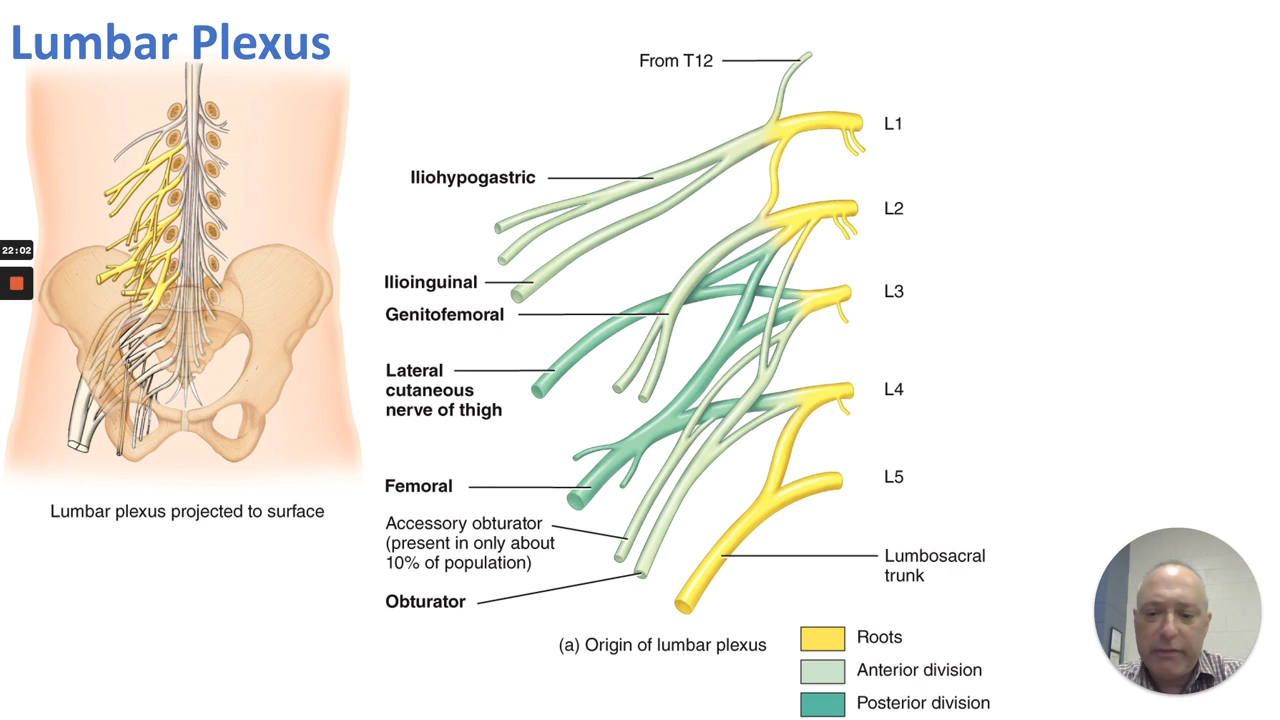 Lumbar Plexus
From T12
L1
Iliohypogastric
L2
22:02
Ilioinguinal
L3
Genitofemoral
Lateral
cutaneous
nerve of thigh
L4
L5
Femoral
Lumbar plexus projected to surface
Accessory obturator
(present in only about
10% of population)
Lumbosacral
trunk
Obturator
(a) Origin of lumbar plexus
Roots
Anterior division
Posterior division